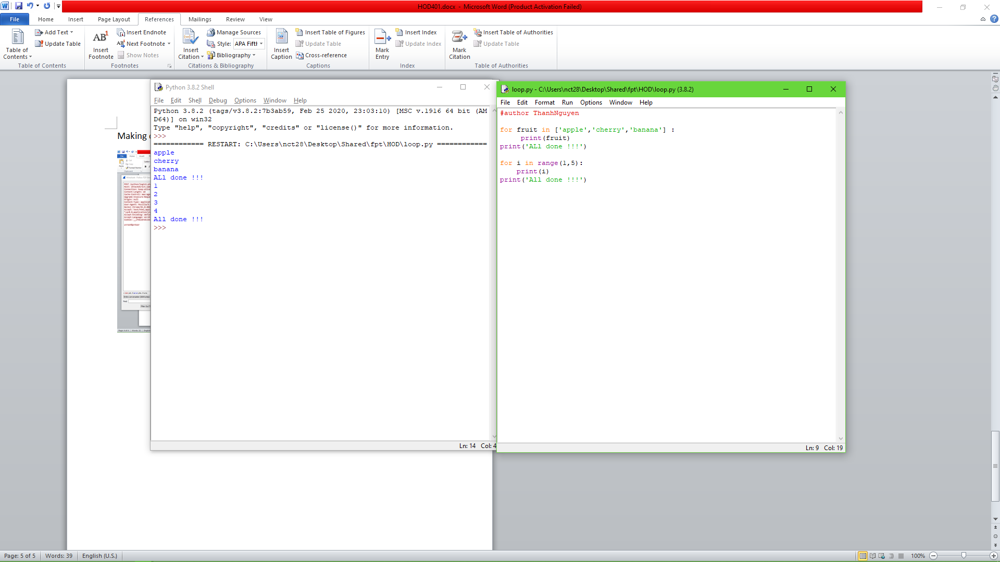 HOD401.docx - Microsoft Word (Product Activation Failed)
File Home Insert Page Layout References Mailings Review View
Table of Contents
Add Text
Update Table
Table of Contents
AB1 Insert Footnote
Insert Endnote
Next Footnote
Show Notes
Footnotes
Insert Citation
Manage Sources
Style: APA Fifth
Bibliography
Citations & Bibliography
Insert Caption
Insert Table of Figures
Update Table
Cross-reference
Captions
Mark Entry
Insert Index
Update Index
Index
Mark Citation
Insert Table of Authorities
Update Table
Table of Authorities
Making
Python 3.8.2 Shell
File Edit Shell Debug Options Window Help
Python 3.8.2 (tags/v3.8.2:7b3ab59, Feb 25 2020, 23:03:10) [MSC v.1916 64 bit (AM
D64)] on win32
Type "help", "copyright", "credits" or "license()" for more information.
>>>
============ RESTART: C:\Users\nct28\Desktop\Shared\fpt\HOD\loop.py ============
apple
cherry
banana
ALl done !!!
1
2
3
4
All done !!!
>>>
Ln: 14 Col: 4
loop.py - C:\Users\nct28\Desktop\Shared\fpt\HOD\loop.py (3.8.2)
File Edit Format Run Options Window Help
#author ThanhNguyen
for fruit in ['apple','cherry','banana'] :
     print(fruit)
print('ALl done !!!')
for i in range(1,5):
    print(i)
print('All done !!!')
Ln: 9 Col: 19
Page: 5 of 5 Words: 39 English (U.S.) 100%